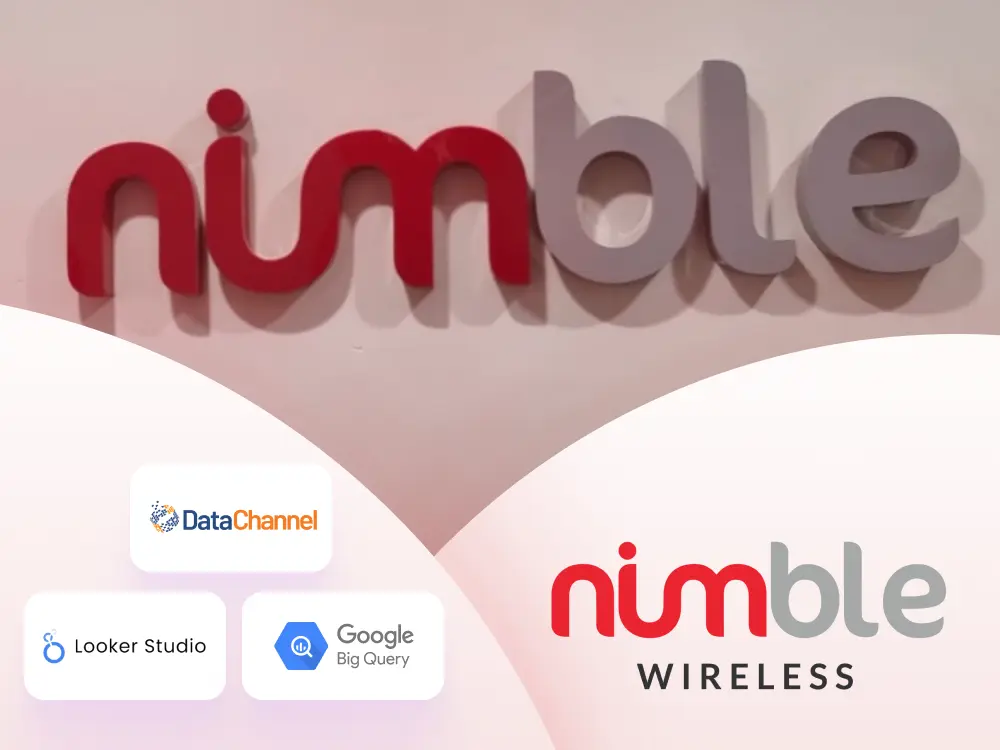 nimble
DataChannel
Looker Studio
Google
Big Query
nimble
WIRELESS